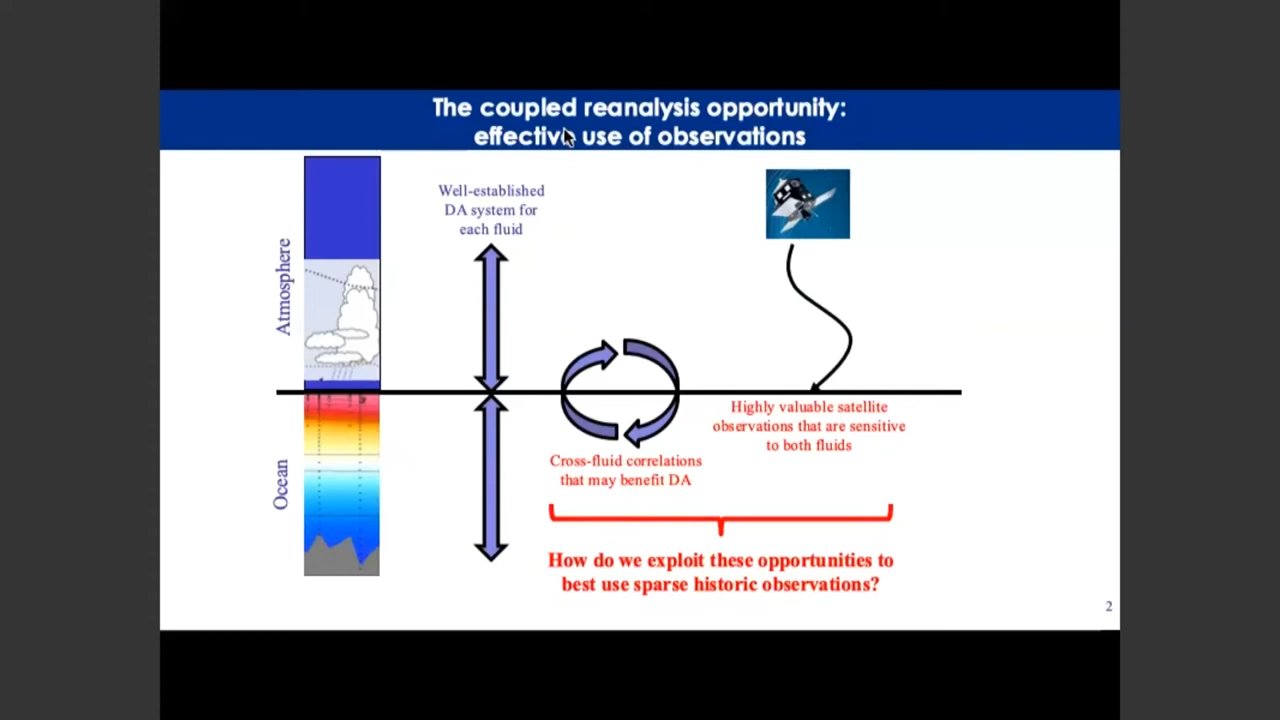 The coupled reanalysis opportunity:
effective use of observations
Well-established
DA system for
each fluid
Atmosphere
Ocean
Highly valuable satellite
observations that are sensitive
to both fluids
Cross-fluid correlations
that may benefit DA
How do we exploit these opportunities to
best use sparse historic observations?
2